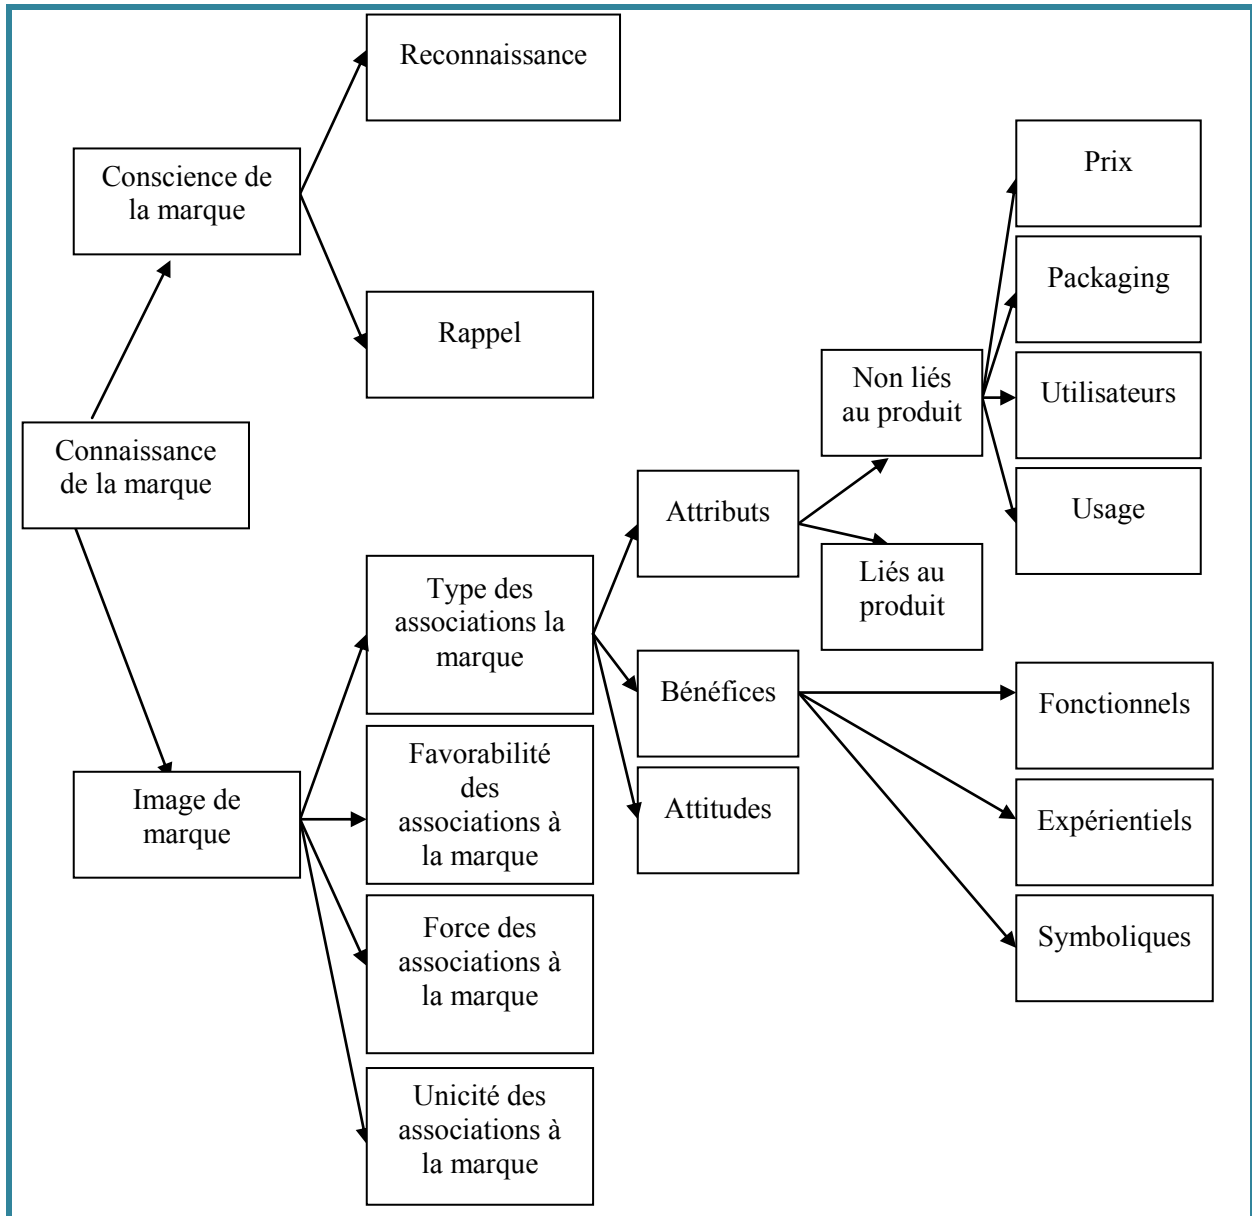 Reconnaissance
Conscience de
la marque
Rappel
Connaissance
de la marque
Image de
marque
Type des
associations la
marque
Favorabilité
des
associations à
la marque
Force des
associations à
la marque
Unicité des
associations à
la marque
Attributs
Bénéfices
Attitudes
Non liés
au produit
Liés au
produit
Prix
Packaging
Utilisateurs
Usage
Fonctionnels
Expérientiels
Symboliques